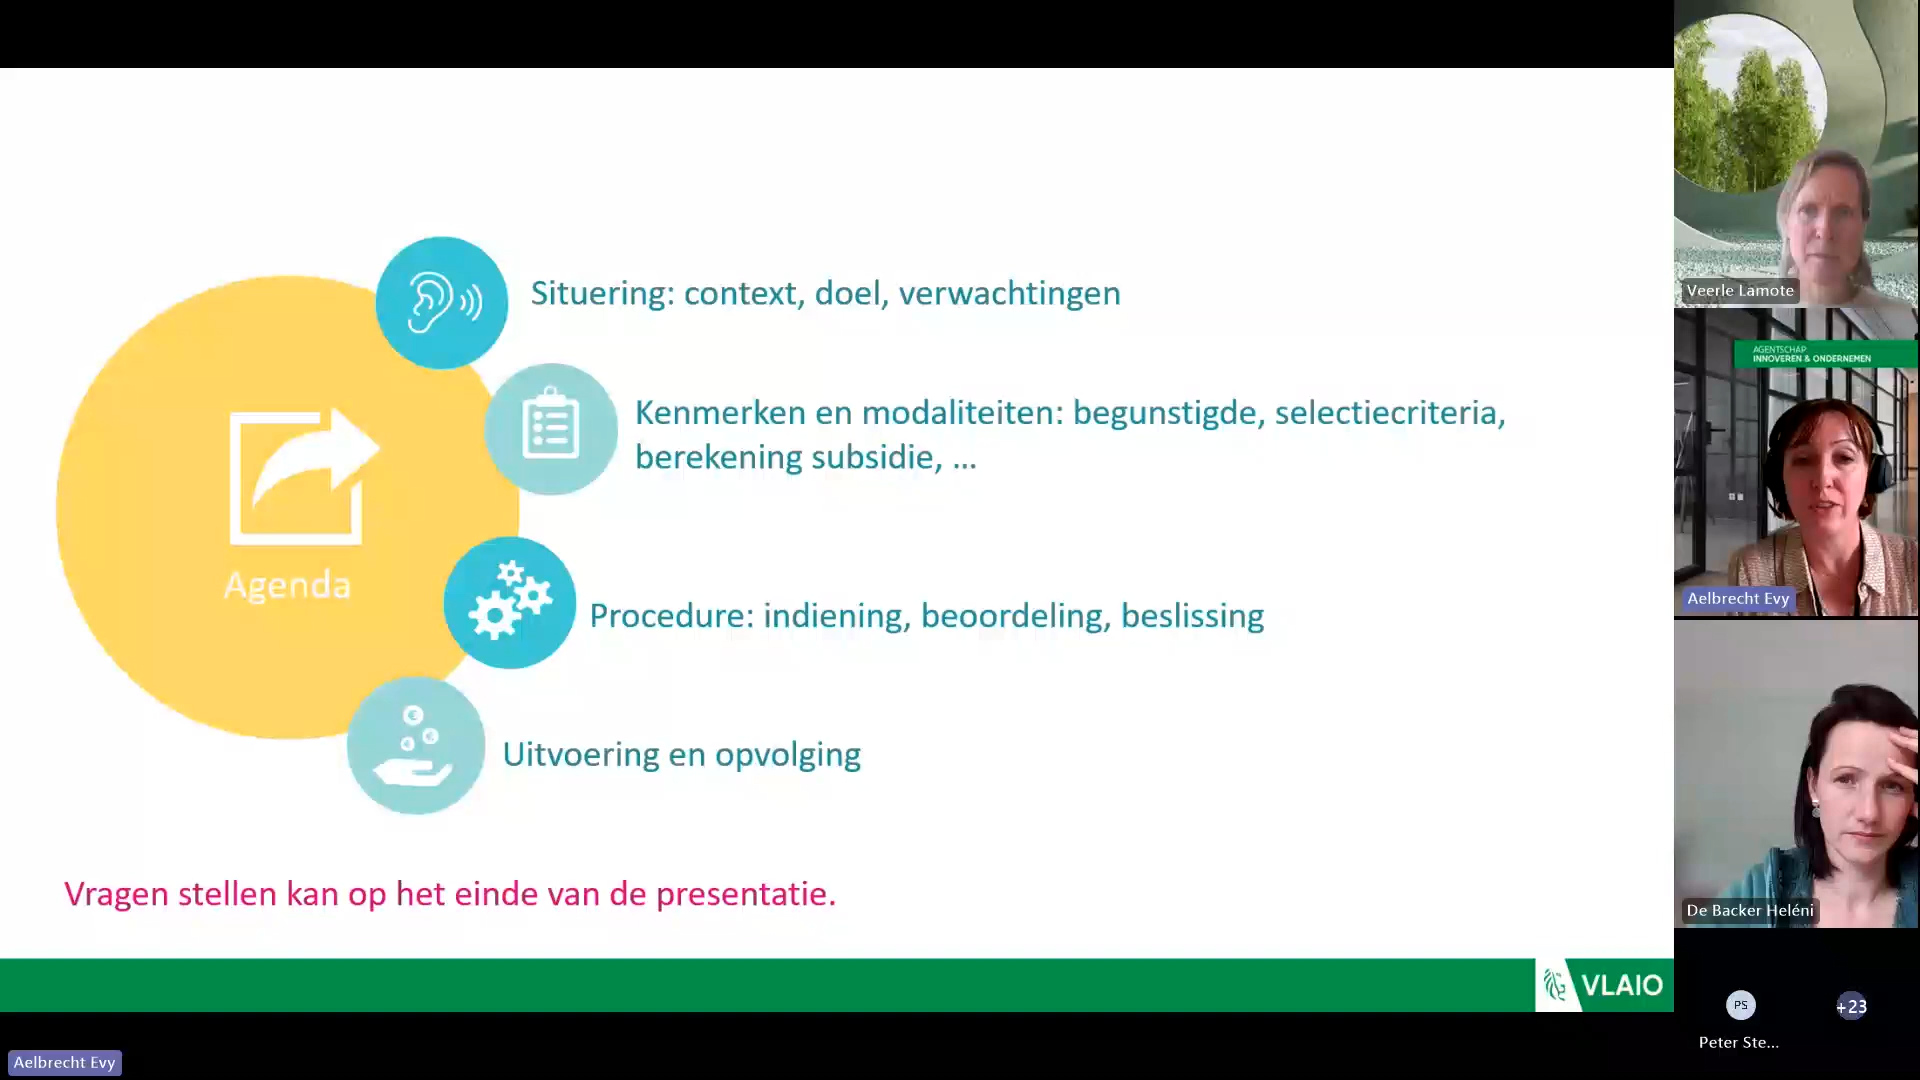 Situering: context, doel, verwachtingen
Kenmerken en modaliteiten: begunstigde, selectiecriteria,
berekening subsidie, ...
Agenda
Procedure: indiening, beoordeling, beslissing
Uitvoering en opvolging
Vragen stellen kan op het einde van de presentatie.
VLAIO
Aelbrecht Evy
Veerle Lamote
AGENTSCHAP
INNOVEREN & ONDERNEMEN
Aelbrecht Evy
De Backer Heléni
PS
+23
Peter Ste...